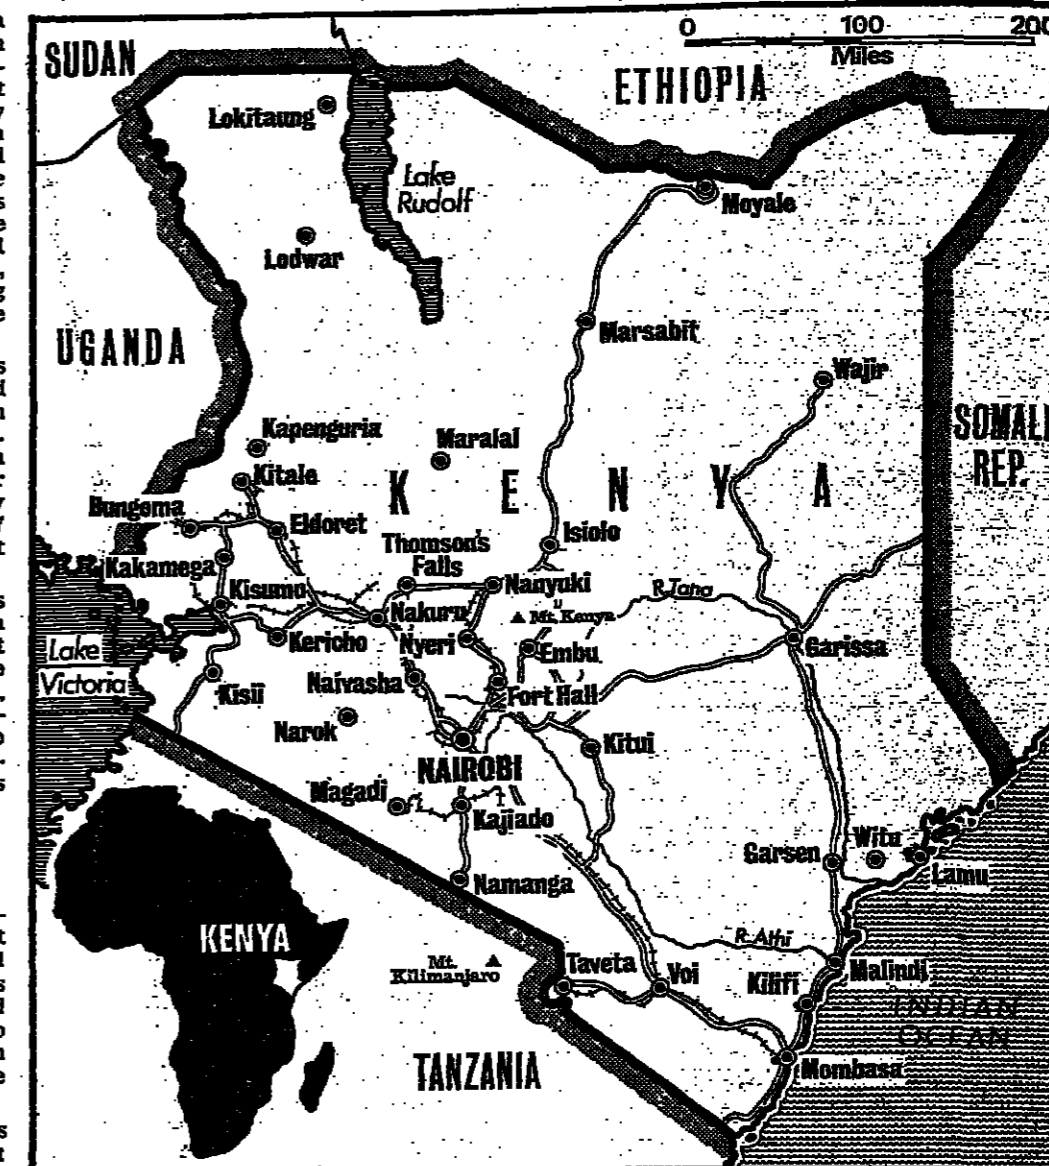 0 100 200
Miles
SUDAN
ETHIOPIA
Lokitaung
Lake
Rudolf
Moyale
Lodwar
UGANDA
Marsabit
Wajir
SOMALI
REP.
Kapenguria
Maralal
Kitale
KENYA
Bungoma
Eldoret
Isiolo
Thomson's
Falls
Kakamega
Kisumu
Nanyuki
R.Tana
Nakuru
Mt. Kenya
Kericho
Nyeri
Embu
Garissa
Lake
Victoria
Kisii
Naivasha
Fort Hall
Narok
Kitui
NAIROBI
Magadi
Kajiado
Garsen
Witu
Lamu
Namanga
KENYA
R.Athi
Mt.
Kilimanjaro
Taveta
Voi
Kilifi
Malindi
INDIAN
OCEAN
TANZANIA
Mombasa